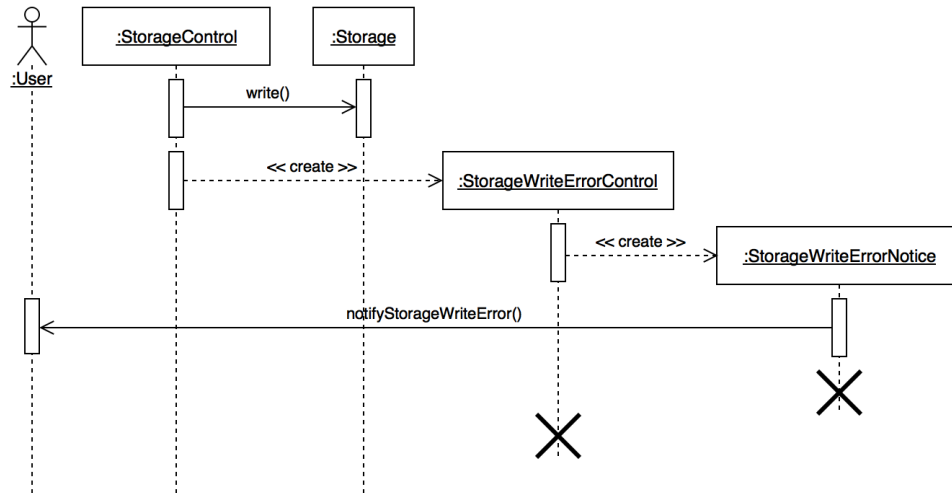 :StorageControl
:Storage
:User
write()
<< create >>
:StorageWriteErrorControl
<< create >>
:StorageWriteErrorNotice
notifyStorageWriteError()